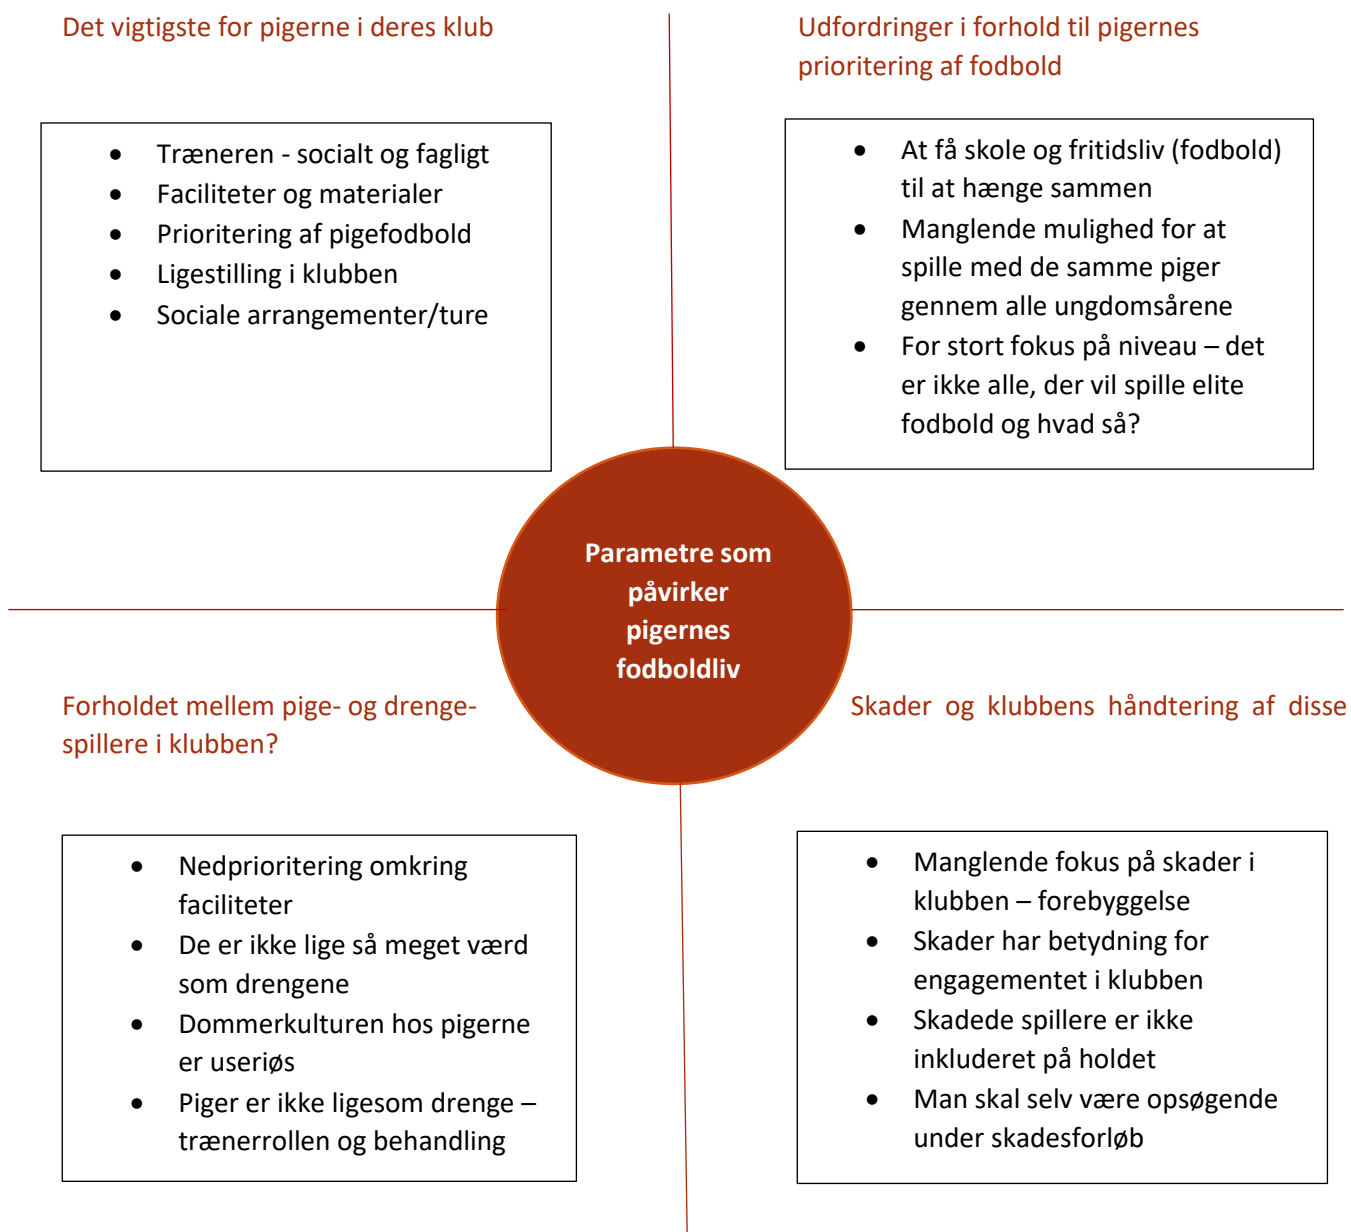 Det vigtigste for pigerne i deres klub
• Træneren - socialt og fagligt
• Faciliteter og materialer
• Prioritering af pigefodbold
• Ligestilling i klubben
• Sociale arrangementer/ture
Udfordringer i forhold til pigernes
prioritering af fodbold
• At få skole og fritidsliv (fodbold)
til at hænge sammen
• Manglende mulighed for at
spille med de samme piger
gennem alle ungdomsårene
• For stort fokus på niveau – det
er ikke alle, der vil spille elite
fodbold og hvad så?
Parametre som
påvirker
pigernes
fodboldliv
Forholdet mellem pige- og drenge-
spillere i klubben?
• Nedprioritering omkring
faciliteter
• De er ikke lige så meget værd
som drengene
• Dommerkulturen hos pigerne
er useriøs
• Piger er ikke ligesom drenge –
trænerrollen og behandling
Skader og klubbens håndtering af disse
• Manglende fokus på skader i
klubben – forebyggelse
• Skader har betydning for
engagementet i klubben
• Skadede spillere er ikke
inkluderet på holdet
• Man skal selv være opsøgende
under skadesforløb